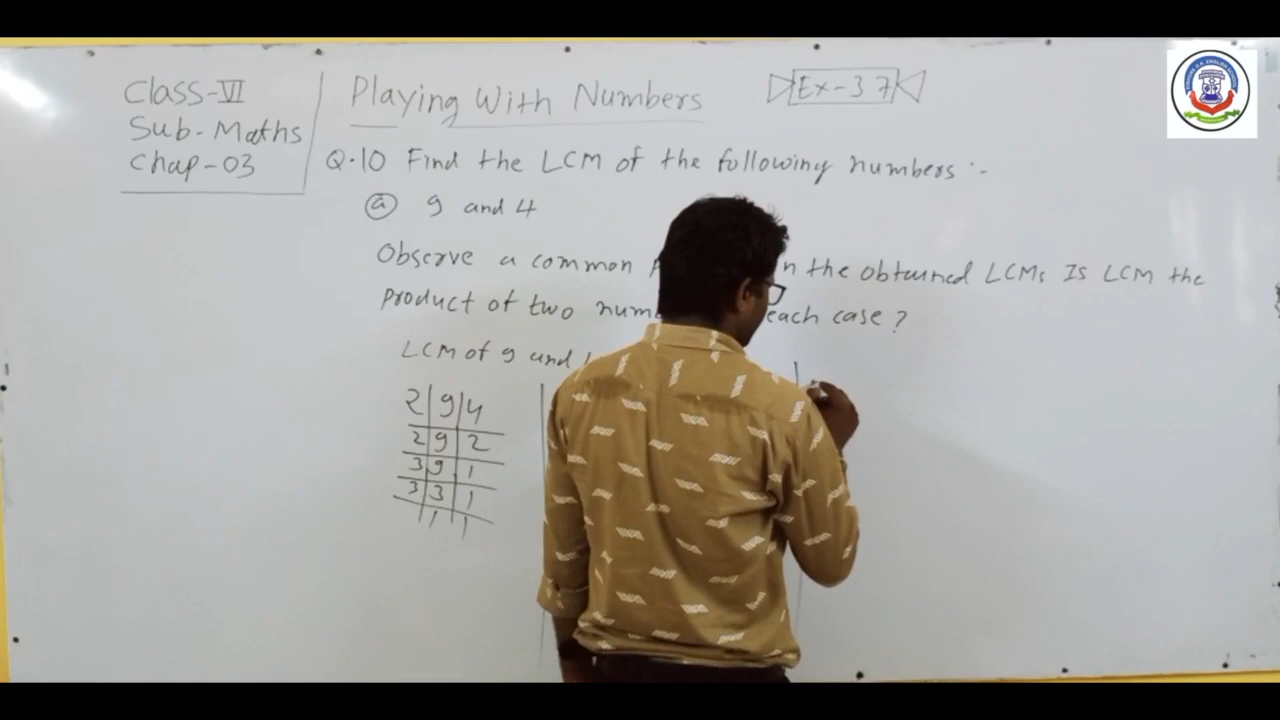 Class-VI
Sub-Maths
Chap-03
Playing With Numbers
Ex-3.7
Q.10 Find the LCM of the following numbers :-
(a) 9 and 4
Observe a common n the obtained LCMs Is LCM the
product of two num each case ?
LCM of 9 and
2 9 4
2 9 2
3 9 1
3 3 1
1 1